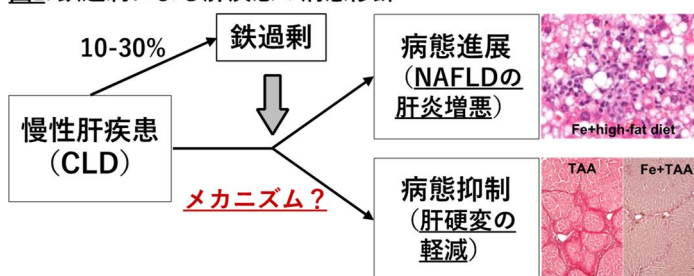 10-30%
鉄過剰
慢性肝疾患
（CLD）
メカニズム？
病態進展
（NAFLDの
肝炎増悪）
Fe+high-fat diet
病態抑制
（肝硬変の
軽減）
TAA
Fe+TAA